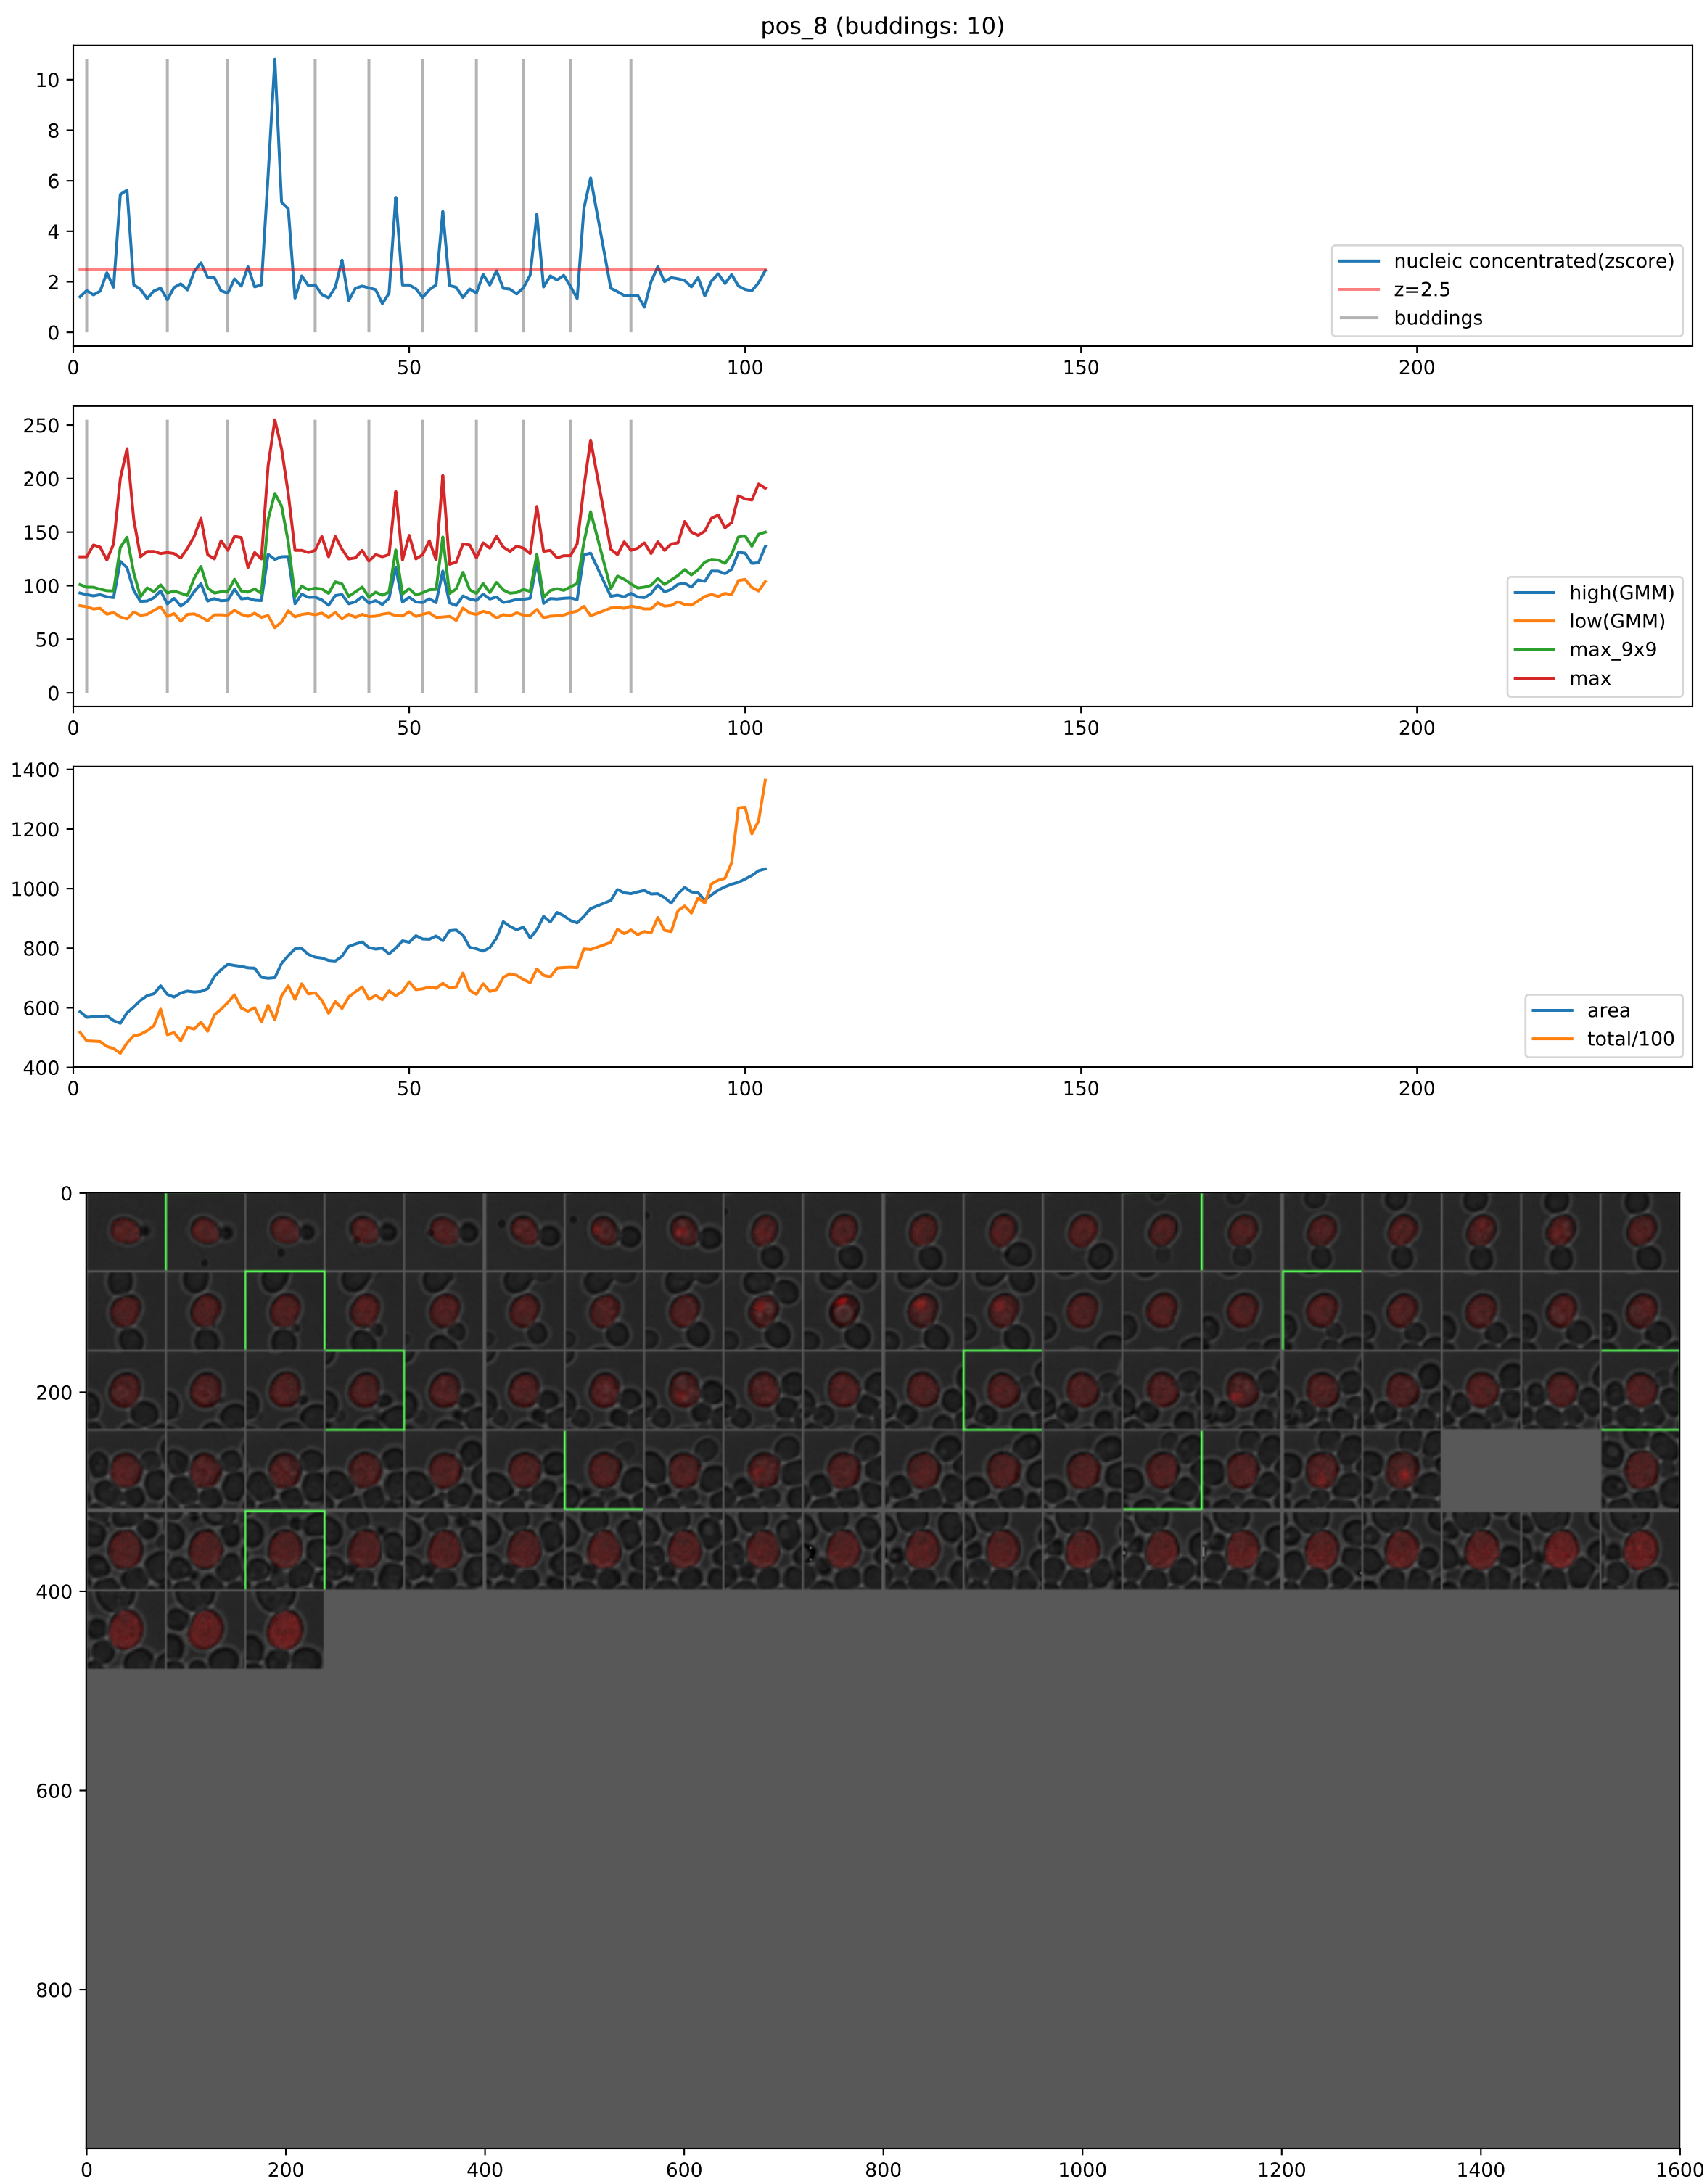 pos_8 (buddings: 10)
10
8
6
4
2
0
nucleic concentrated(zscore)
z=2.5
buddings
0 50 100 150 200
250
200
150
100
50
0
high(GMM)
low(GMM)
max_9x9
max
0 50 100 150 200
1400
1200
1000
800
600
400
area
total/100
0 50 100 150 200
0
200
400
600
800
0 200 400 600 800 1000 1200 1400 1600